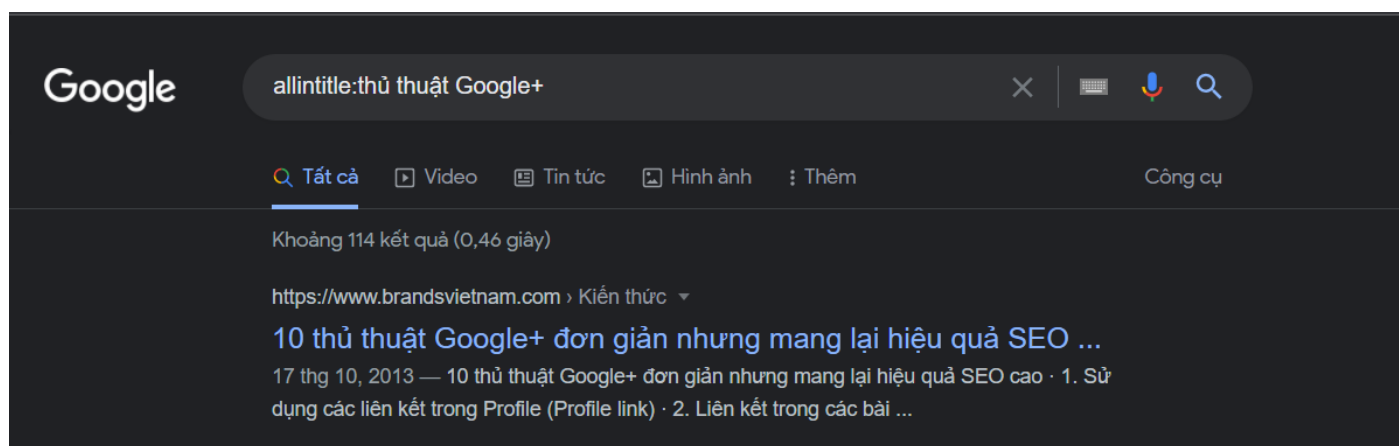 Google
allintitle:thủ thuật Google+
Tất cả Video Tin tức Hình ảnh Thêm Công cụ
Khoảng 114 kết quả (0,46 giây)
https://www.brandsvietnam.com › Kiến thức
10 thủ thuật Google+ đơn giản nhưng mang lại hiệu quả SEO ...
17 thg 10, 2013 — 10 thủ thuật Google+ đơn giản nhưng mang lại hiệu quả SEO cao · 1. Sử
dụng các liên kết trong Profile (Profile link) · 2. Liên kết trong các bài ...